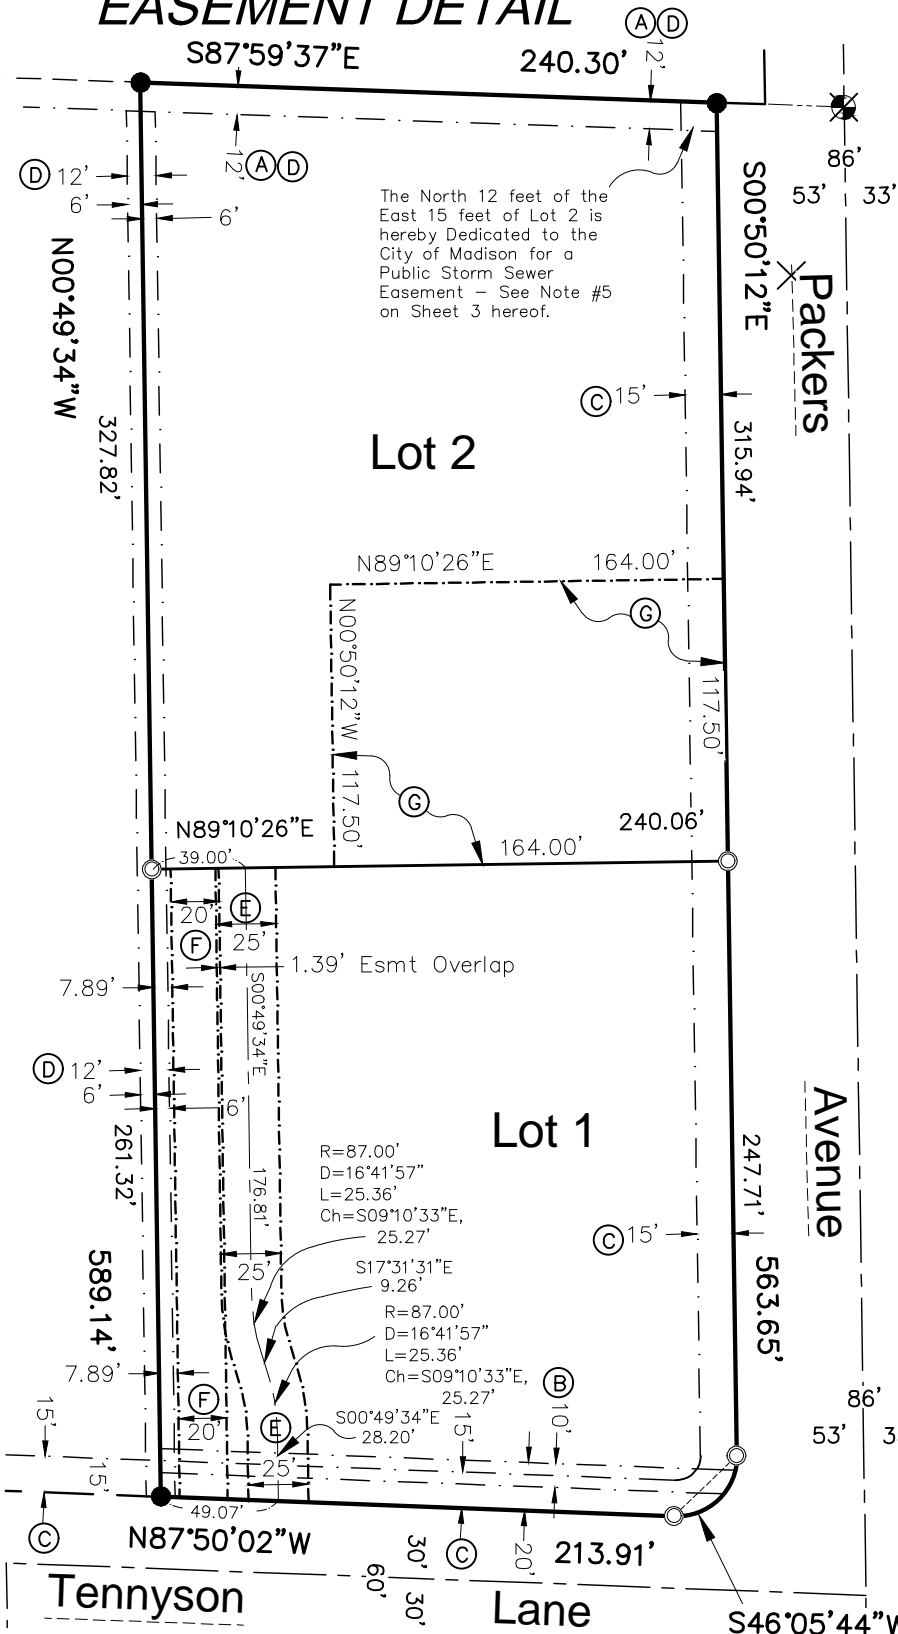 EASEMENT DETAIL
A D
S87°59'37"E
240.30'
12'
12'
A D
D 12'
6'
6'
86'
53' 33'
The North 12 feet of the
East 15 feet of Lot 2 is
hereby Dedicated to the
City of Madison for a
Public Storm Sewer
Easement – See Note #5
on Sheet 3 hereof.
S00°50'12"E
N00°49'34"W
Packers
C 15'
327.82'
315.94'
Lot 2
N89°10'26"E 164.00'
G
N00°50'12"W 117.50'
117.50'
G
N89°10'26"E
240.06'
39.00'
164.00'
20'
E
25'
F
1.39' Esmt Overlap
7.89'
S00°49'34"E
D 12'
6'
6'
261.32'
Lot 1
Avenue
247.71'
R=87.00'
D=16°41'57"
L=25.36'
Ch=S09°10'33"E,
25.27'
176.81'
C 15'
25'
S17°31'31"E
9.26'
589.14'
563.65'
R=87.00'
D=16°41'57"
L=25.36'
Ch=S09°10'33"E,
25.27'
7.89'
F
20'
B
10'
86'
53' 3
15'
S00°49'34"E
28.20'
E
15'
25'
15'
49.07'
C
N87°50'02"W
C
20'
213.91'
30'
60'
30'
Tennyson Lane
S46°05'44"W